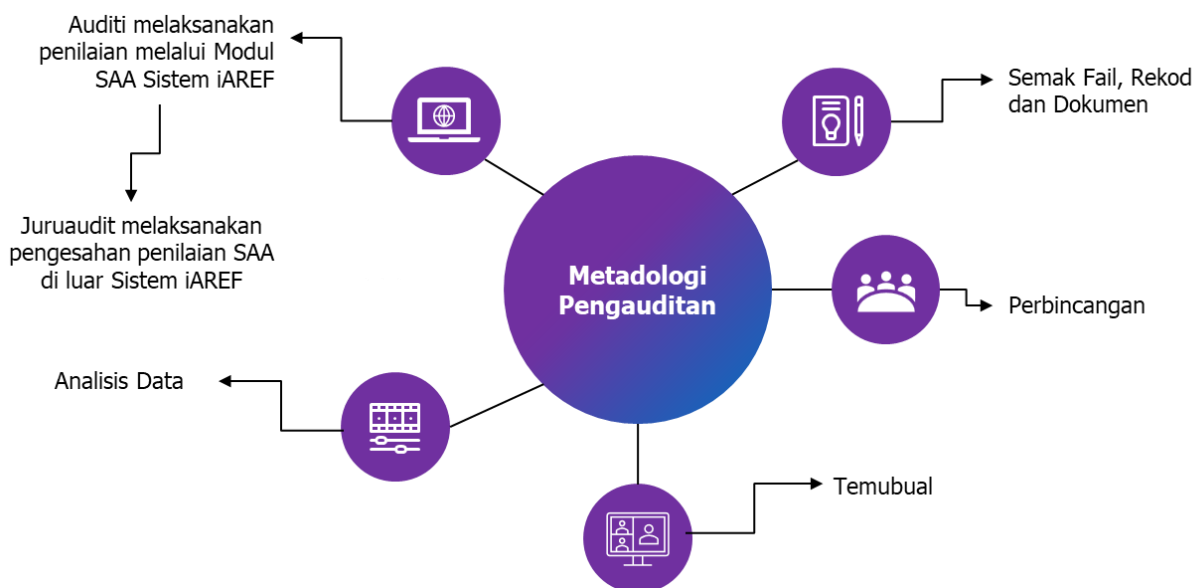 Auditi melaksanakan
penilaian melalui Modul
SAA Sistem iAREF
Juruaudit melaksanakan
pengesahan penilaian SAA
di luar Sistem iAREF
Semak Fail, Rekod
dan Dokumen
Metadologi
Pengauditan
Perbincangan
Analisis Data
Temubual